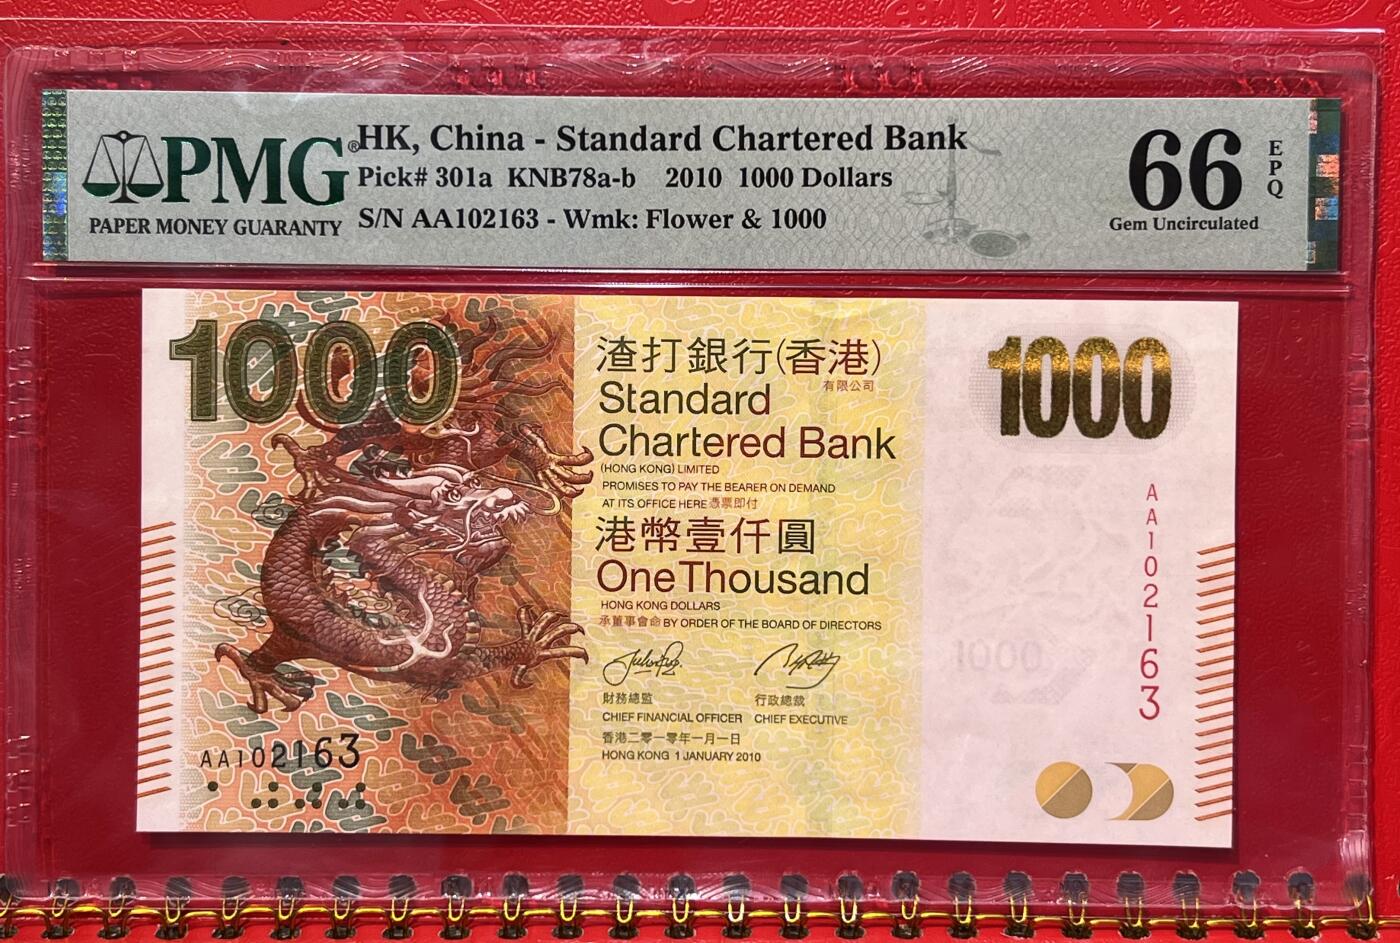 PMG®
PAPER MONEY GUARANTY
HK, China - Standard Chartered Bank
Pick# 301a KNB78a-b 2010 1000 Dollars
S/N AA102163 - Wmk: Flower & 1000
66
EPQ
Gem Uncirculated
1000
渣打銀行(香港)
有限公司
Standard
Chartered Bank
(HONG KONG) LIMITED
PROMISES TO PAY THE BEARER ON DEMAND
AT ITS OFFICE HERE 憑票即付
港幣壹仟圓
One Thousand
HONG KONG DOLLARS
承董事會命 BY ORDER OF THE BOARD OF DIRECTORS
財務總監 行政總裁
CHIEF FINANCIAL OFFICER CHIEF EXECUTIVE
香港二零一零年一月一日
HONG KONG 1 JANUARY 2010
AA102163
1000
AA102163
1000